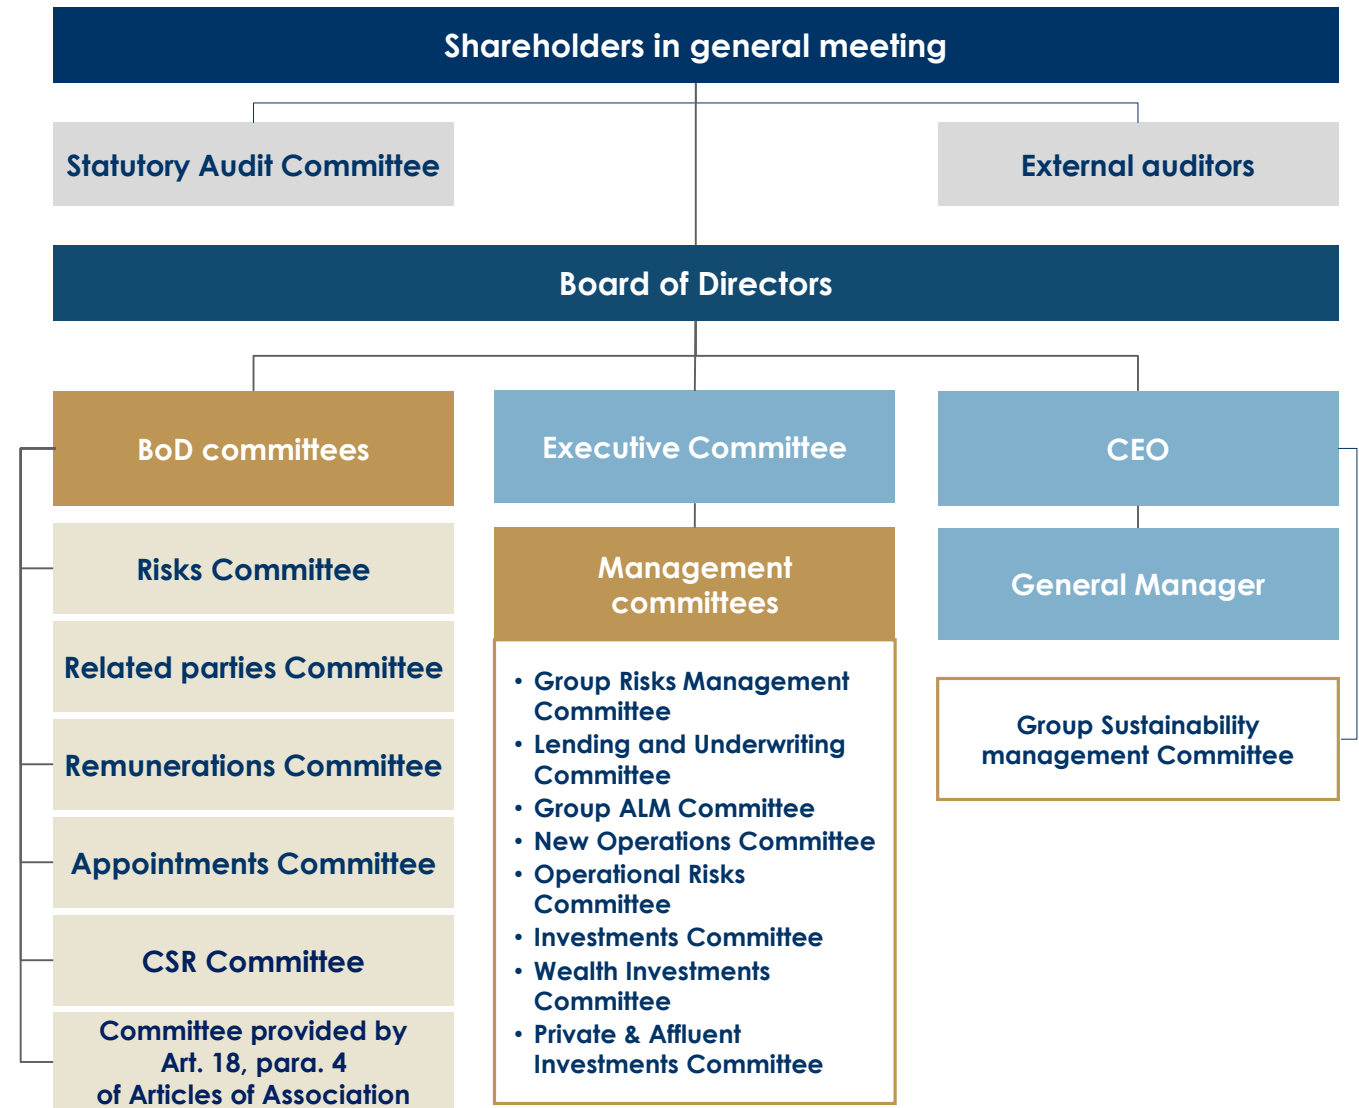 Shareholders in general meeting
Statutory Audit Committee
External auditors
Board of Directors
BoD committees
Risks Committee
Related parties Committee
Remunerations Committee
Appointments Committee
CSR Committee
Committee provided by
Art. 18, para. 4
of Articles of Association
Executive Committee
Management
committees
• Group Risks Management
Committee
• Lending and Underwriting
Committee
• Group ALM Committee
• New Operations Committee
• Operational Risks
Committee
• Investments Committee
• Wealth Investments
Committee
• Private & Affluent
Investments Committee
CEO
General Manager
Group Sustainability
management Committee